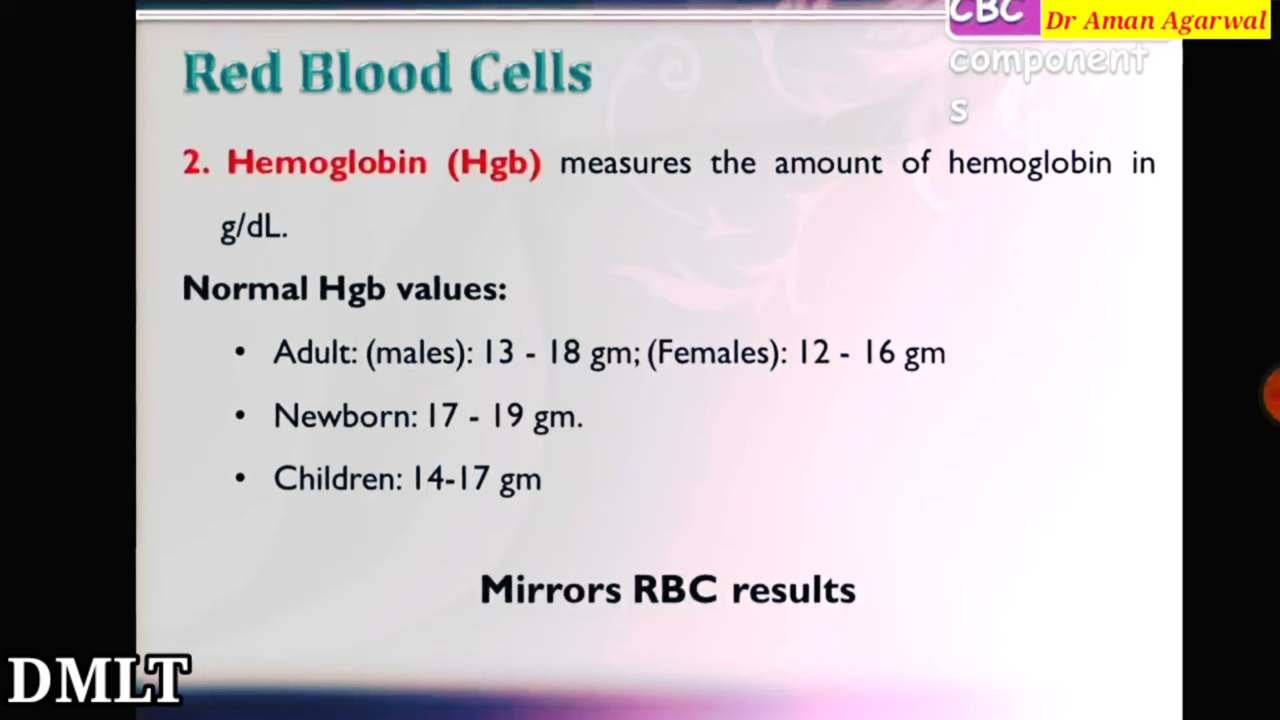 CBC
Dr Aman Agarwal
component
s
Red Blood Cells
2. Hemoglobin (Hgb) measures the amount of hemoglobin in
g/dL.
Normal Hgb values:
• Adult: (males): 13 - 18 gm; (Females): 12 - 16 gm
• Newborn: 17 - 19 gm.
• Children: 14-17 gm
Mirrors RBC results
DMLT